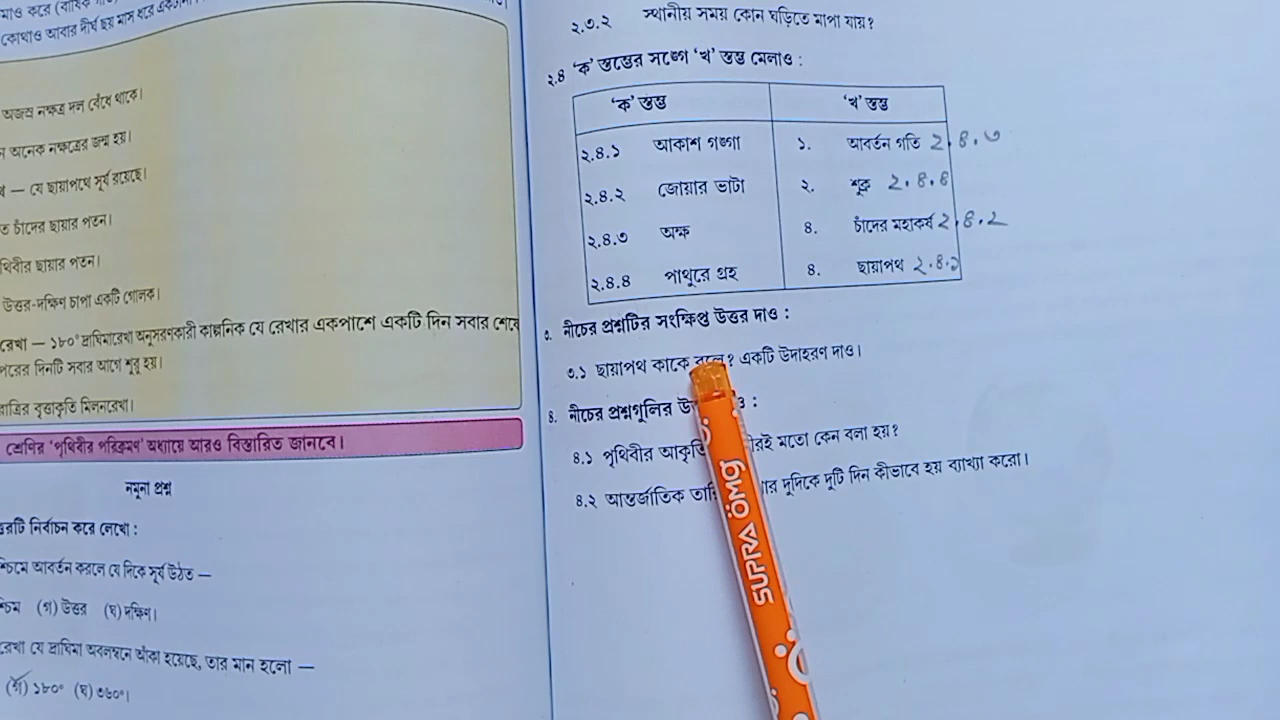 কোথাও আবার দীর্ঘ ছয় মাস ধরে
অজস্র নক্ষত্র দল বেঁধে থাকে।
অনেক নক্ষত্রের জন্ম হয়।
— যে ছায়াপথে সূর্য রয়েছে।
চাঁদের ছায়ার পতন।
থিবীর ছায়ার পতন।
উত্তর-দক্ষিণ চাপা একটি গোলক।
রেখা — ১৮০° দ্রাঘিমারেখা অনুসরণকারী কাল্পনিক যে রেখার একপাশে একটি দিন সবার শেষে
পরের দিনটি সবার আগে শুরু হয়।
রাত্রির বৃত্তাকৃতি মিলনরেখা।
শ্রেণির 'পৃথিবীর পরিক্রমণ' অধ্যায়ে আরও বিস্তারিত জানবে।
নমুনা প্রশ্ন
ত্তরটি নির্বাচন করে লেখো :
শ্চিমে আবর্তন করলে যে দিকে সূর্য উঠত —
শ্চিম (গ) উত্তর (ঘ) দক্ষিণ।
রেখা যে দ্রাঘিমা অবলম্বনে আঁকা হয়েছে, তার মান হলো —
(গ) ১৮০° (ঘ) ৩৬০°।
২.৩.২ স্থানীয় সময় কোন ঘড়িতে মাপা যায়?
২.৪ 'ক' স্তম্ভের সঙ্গে 'খ' স্তম্ভ মেলাও :
'ক' স্তম্ভ 'খ' স্তম্ভ
২.৪.১ আকাশ গঙ্গা ১. আবর্তন গতি ২.৪.৩
২.৪.২ জোয়ার ভাটা ২. শুক্র ২.৪.৪
২.৪.৩ অক্ষ ৪. চাঁদের মহাকর্ষ ২.৪.২
২.৪.৪ পাথুরে গ্রহ ৪. ছায়াপথ ২.৪.১
৩. নীচের প্রশ্নটির সংক্ষিপ্ত উত্তর দাও :
৩.১ ছায়াপথ কাকে বলে? একটি উদাহরণ দাও।
৪. নীচের প্রশ্নগুলির উ ও :
৪.১ পৃথিবীর আকৃতি রই মতো কেন বলা হয়?
৪.২ আন্তর্জাতিক তারি ার দুদিকে দুটি দিন কীভাবে হয় ব্যাখ্যা করো।
SUPRA ÖMG